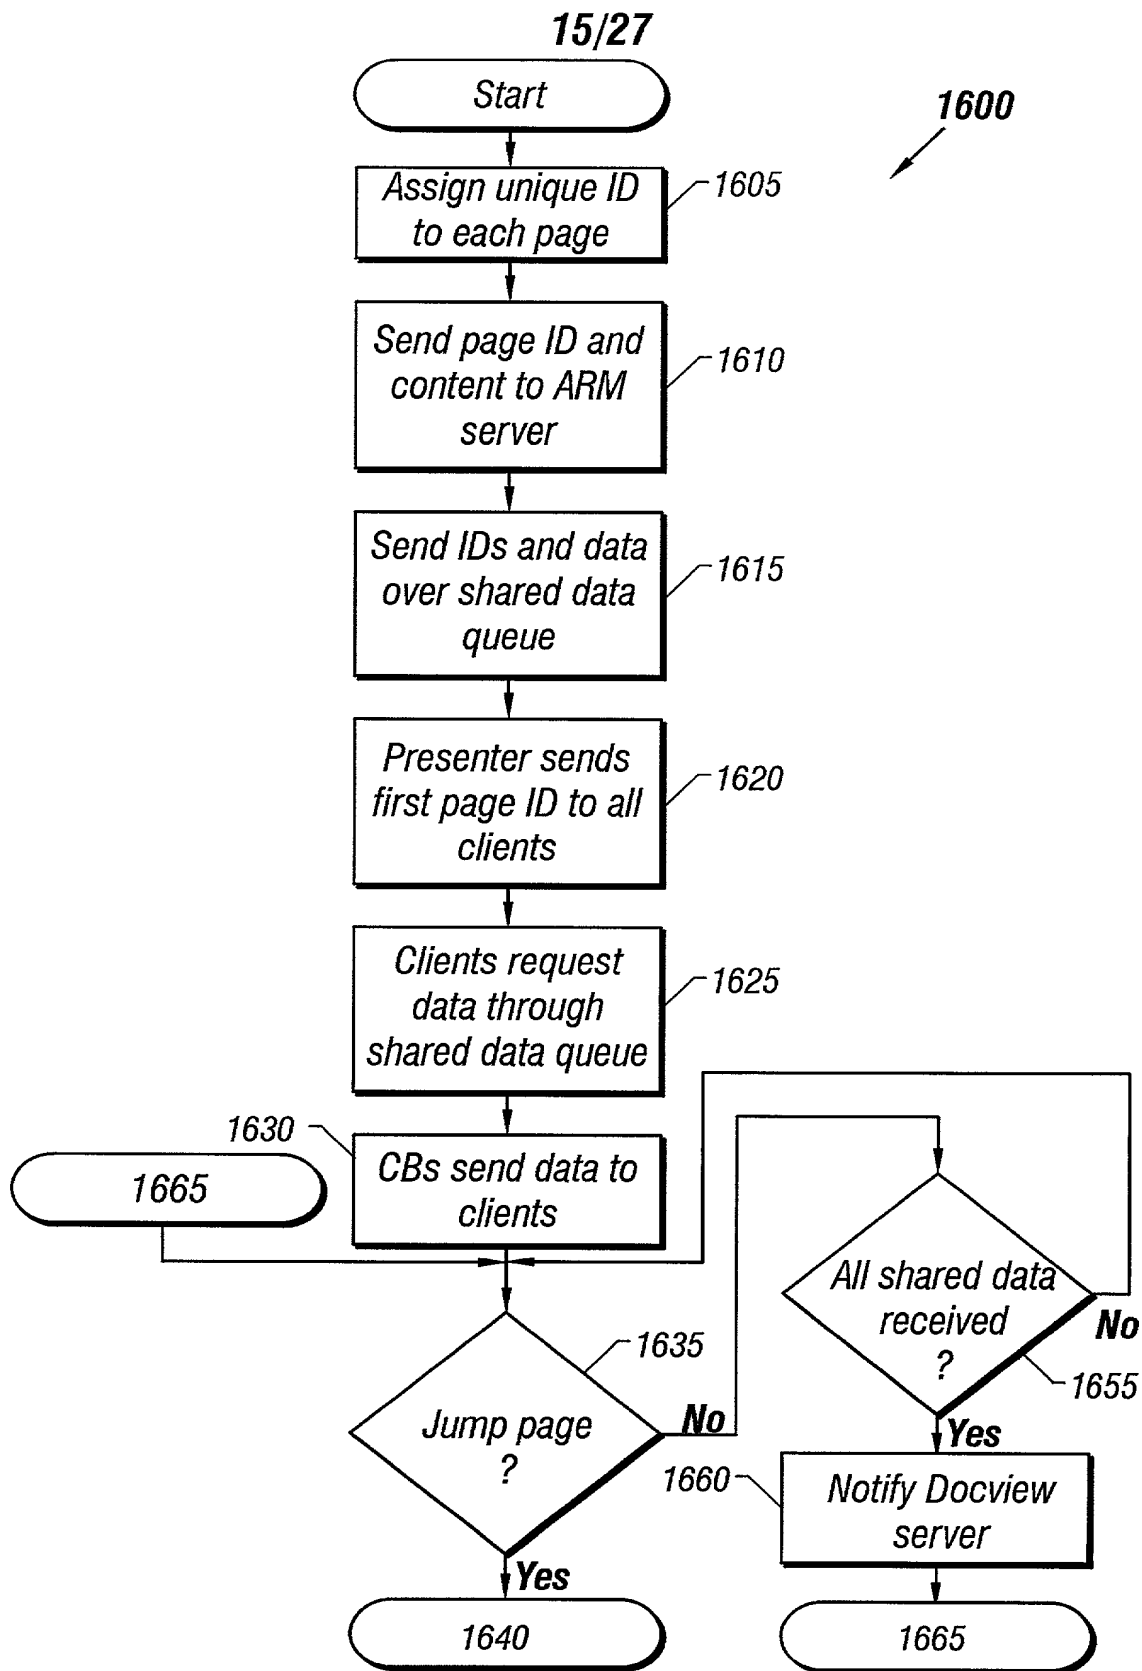 15/27
Start
1600
Assign unique ID
to each page
1605
Send page ID and
content to ARM
server
1610
Send IDs and data
over shared data
queue
1615
Presenter sends
first page ID to all
clients
1620
Clients request
data through
shared data queue
1625
1630
CBs send data to
clients
1665
All shared data
received
?
No
1655
1635
Jump page
?
No
Yes
1660
Notify Docview
server
Yes
1640
1665